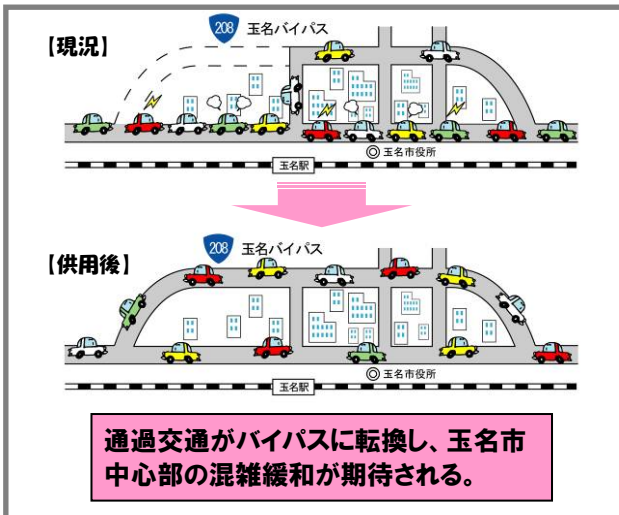 208 玉名バイパス
【現況】
◎ 玉名市役所
玉名駅
208 玉名バイパス
【供用後】
◎ 玉名市役所
玉名駅
通過交通がバイパスに転換し、玉名市
中心部の混雑緩和が期待される。